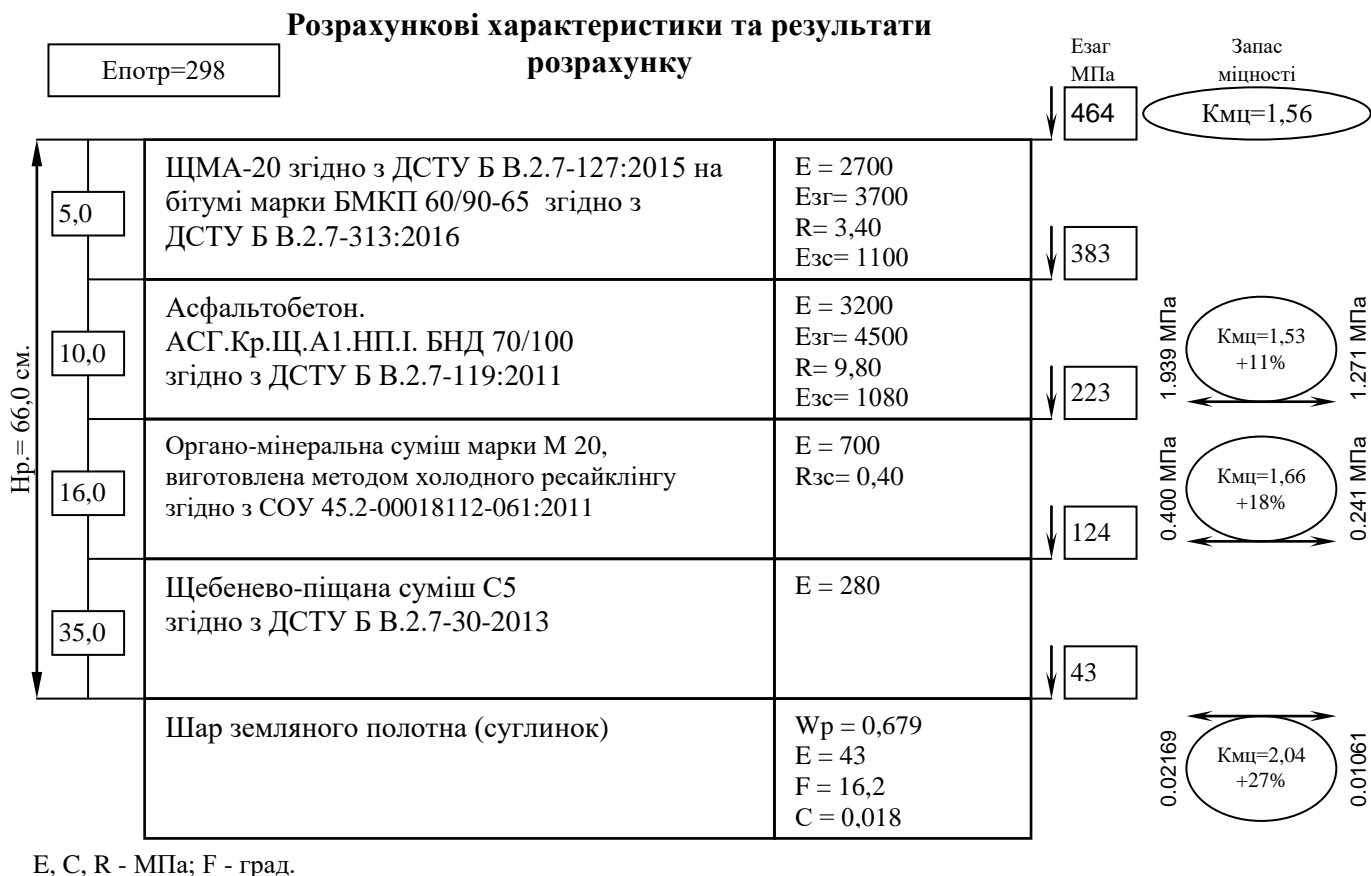 Розрахункові характеристики та результати
розрахунку
Епотр=298
Езаг
МПа
Запас
міцності
464
Кмц=1,56
Нр.= 66,0 см.
5,0
ЩМА-20 згідно з ДСТУ Б В.2.7-127:2015 на
бітумі марки БМКП 60/90-65 згідно з
ДСТУ Б В.2.7-313:2016
E = 2700
Eзг= 3700
R= 3,40
Eзс= 1100
383
10,0
Асфальтобетон.
АСГ.Кр.Щ.А1.НП.І. БНД 70/100
згідно з ДСТУ Б В.2.7-119:2011
E = 3200
Eзг= 4500
R= 9,80
Eзс= 1080
223
1.939 МПа
Кмц=1,53
+11%
1.271 МПа
16,0
Органо-мінеральна суміш марки М 20,
виготовлена методом холодного ресайклінгу
згідно з СОУ 45.2-00018112-061:2011
E = 700
Rзс= 0,40
124
0.400 МПа
Кмц=1,66
+18%
0.241 МПа
35,0
Щебенево-піщана суміш С5
згідно з ДСТУ Б В.2.7-30-2013
E = 280
43
Шар земляного полотна (суглинок)
Wp = 0,679
E = 43
F = 16,2
C = 0,018
0.02169
Кмц=2,04
+27%
0.01061
E, C, R - МПа; F - град.